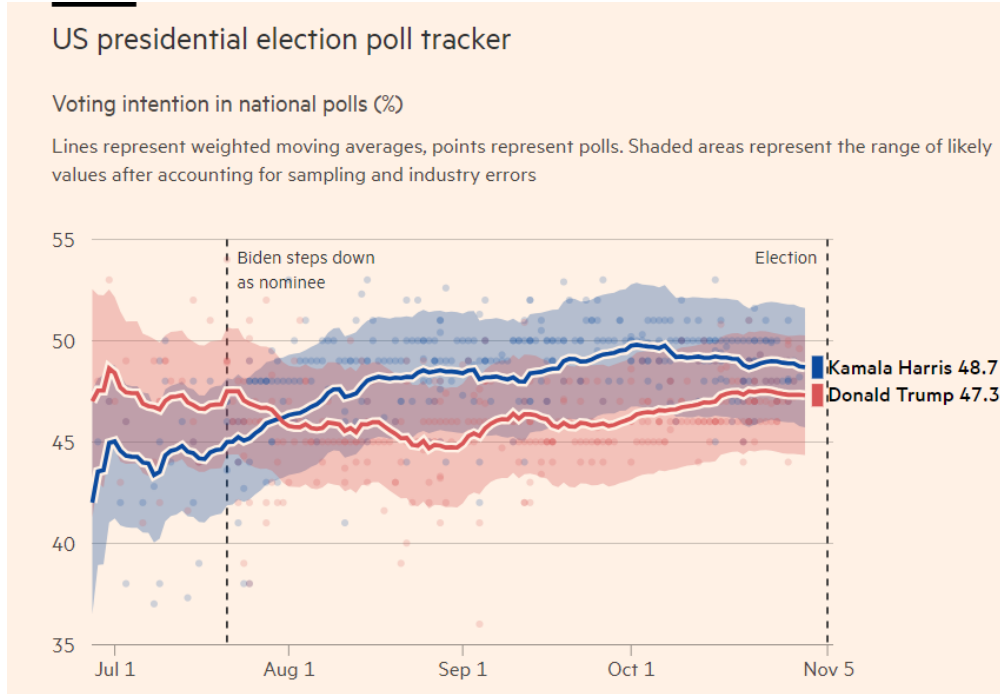 US presidential election poll tracker
Voting intention in national polls (%)
Lines represent weighted moving averages, points represent polls. Shaded areas represent the range of likely
values after accounting for sampling and industry errors
55
Biden steps down
as nominee
Election
50
Kamala Harris 48.7
Donald Trump 47.3
45
40
35
Jul 1
Aug 1
Sep 1
Oct 1
Nov 5